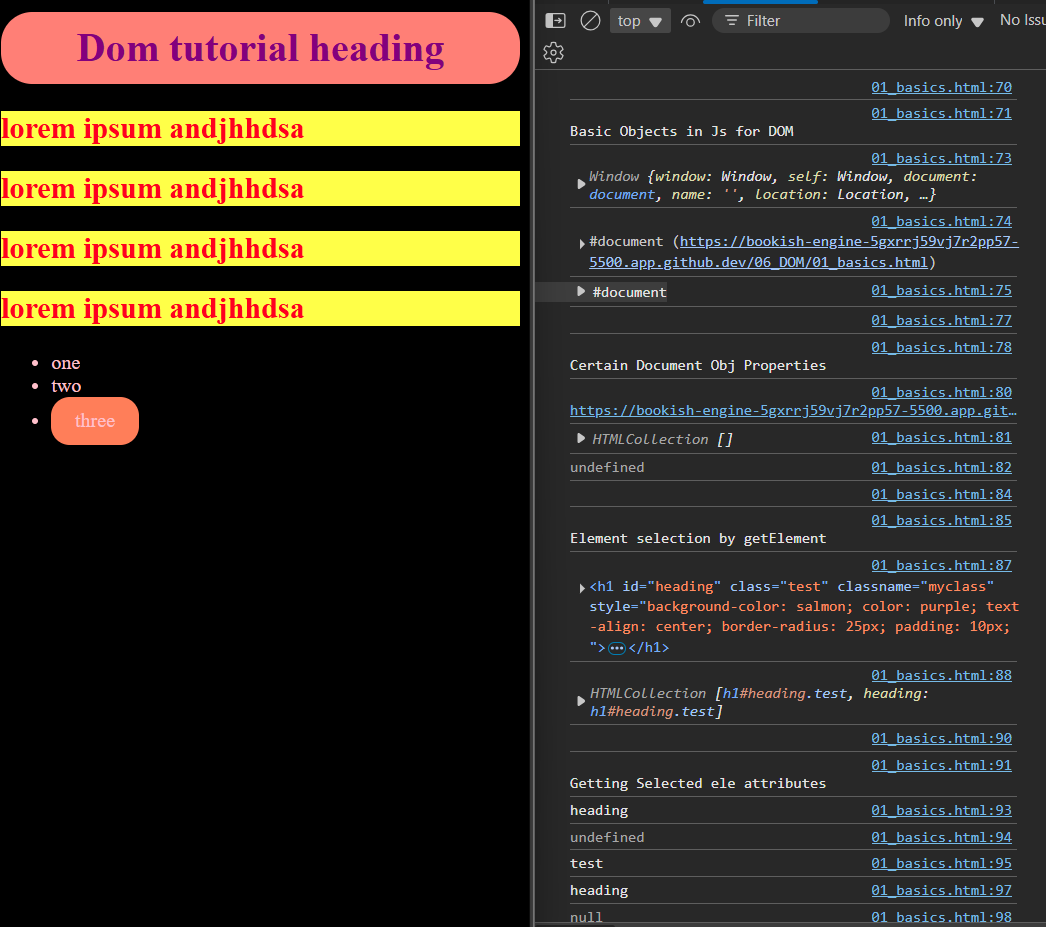 Dom tutorial heading
lorem ipsum andjhhdsa
lorem ipsum andjhhdsa
lorem ipsum andjhhdsa
lorem ipsum andjhhdsa
one
two
three
top
Filter
Info only
No Issu
01_basics.html:70
01_basics.html:71
Basic Objects in Js for DOM
01_basics.html:73
Window {window: Window, self: Window, document:
document, name: '', location: Location, …}
01_basics.html:74
#document (https://bookish-engine-5gxrrj59vj7r2pp57-
5500.app.github.dev/06_DOM/01_basics.html)
#document 01_basics.html:75
01_basics.html:77
01_basics.html:78
Certain Document Obj Properties
01_basics.html:80
https://bookish-engine-5gxrrj59vj7r2pp57-5500.app.git…
HTMLCollection [] 01_basics.html:81
undefined 01_basics.html:82
01_basics.html:84
01_basics.html:85
Element selection by getElement
01_basics.html:87
<h1 id="heading" class="test" classname="myclass"
style="background-color: salmon; color: purple; text
-align: center; border-radius: 25px; padding: 10px;
">…</h1>
01_basics.html:88
HTMLCollection [h1#heading.test, heading:
h1#heading.test]
01_basics.html:90
01_basics.html:91
Getting Selected ele attributes
heading 01_basics.html:93
undefined 01_basics.html:94
test 01_basics.html:95
heading 01_basics.html:97
null 01_basics.html:98